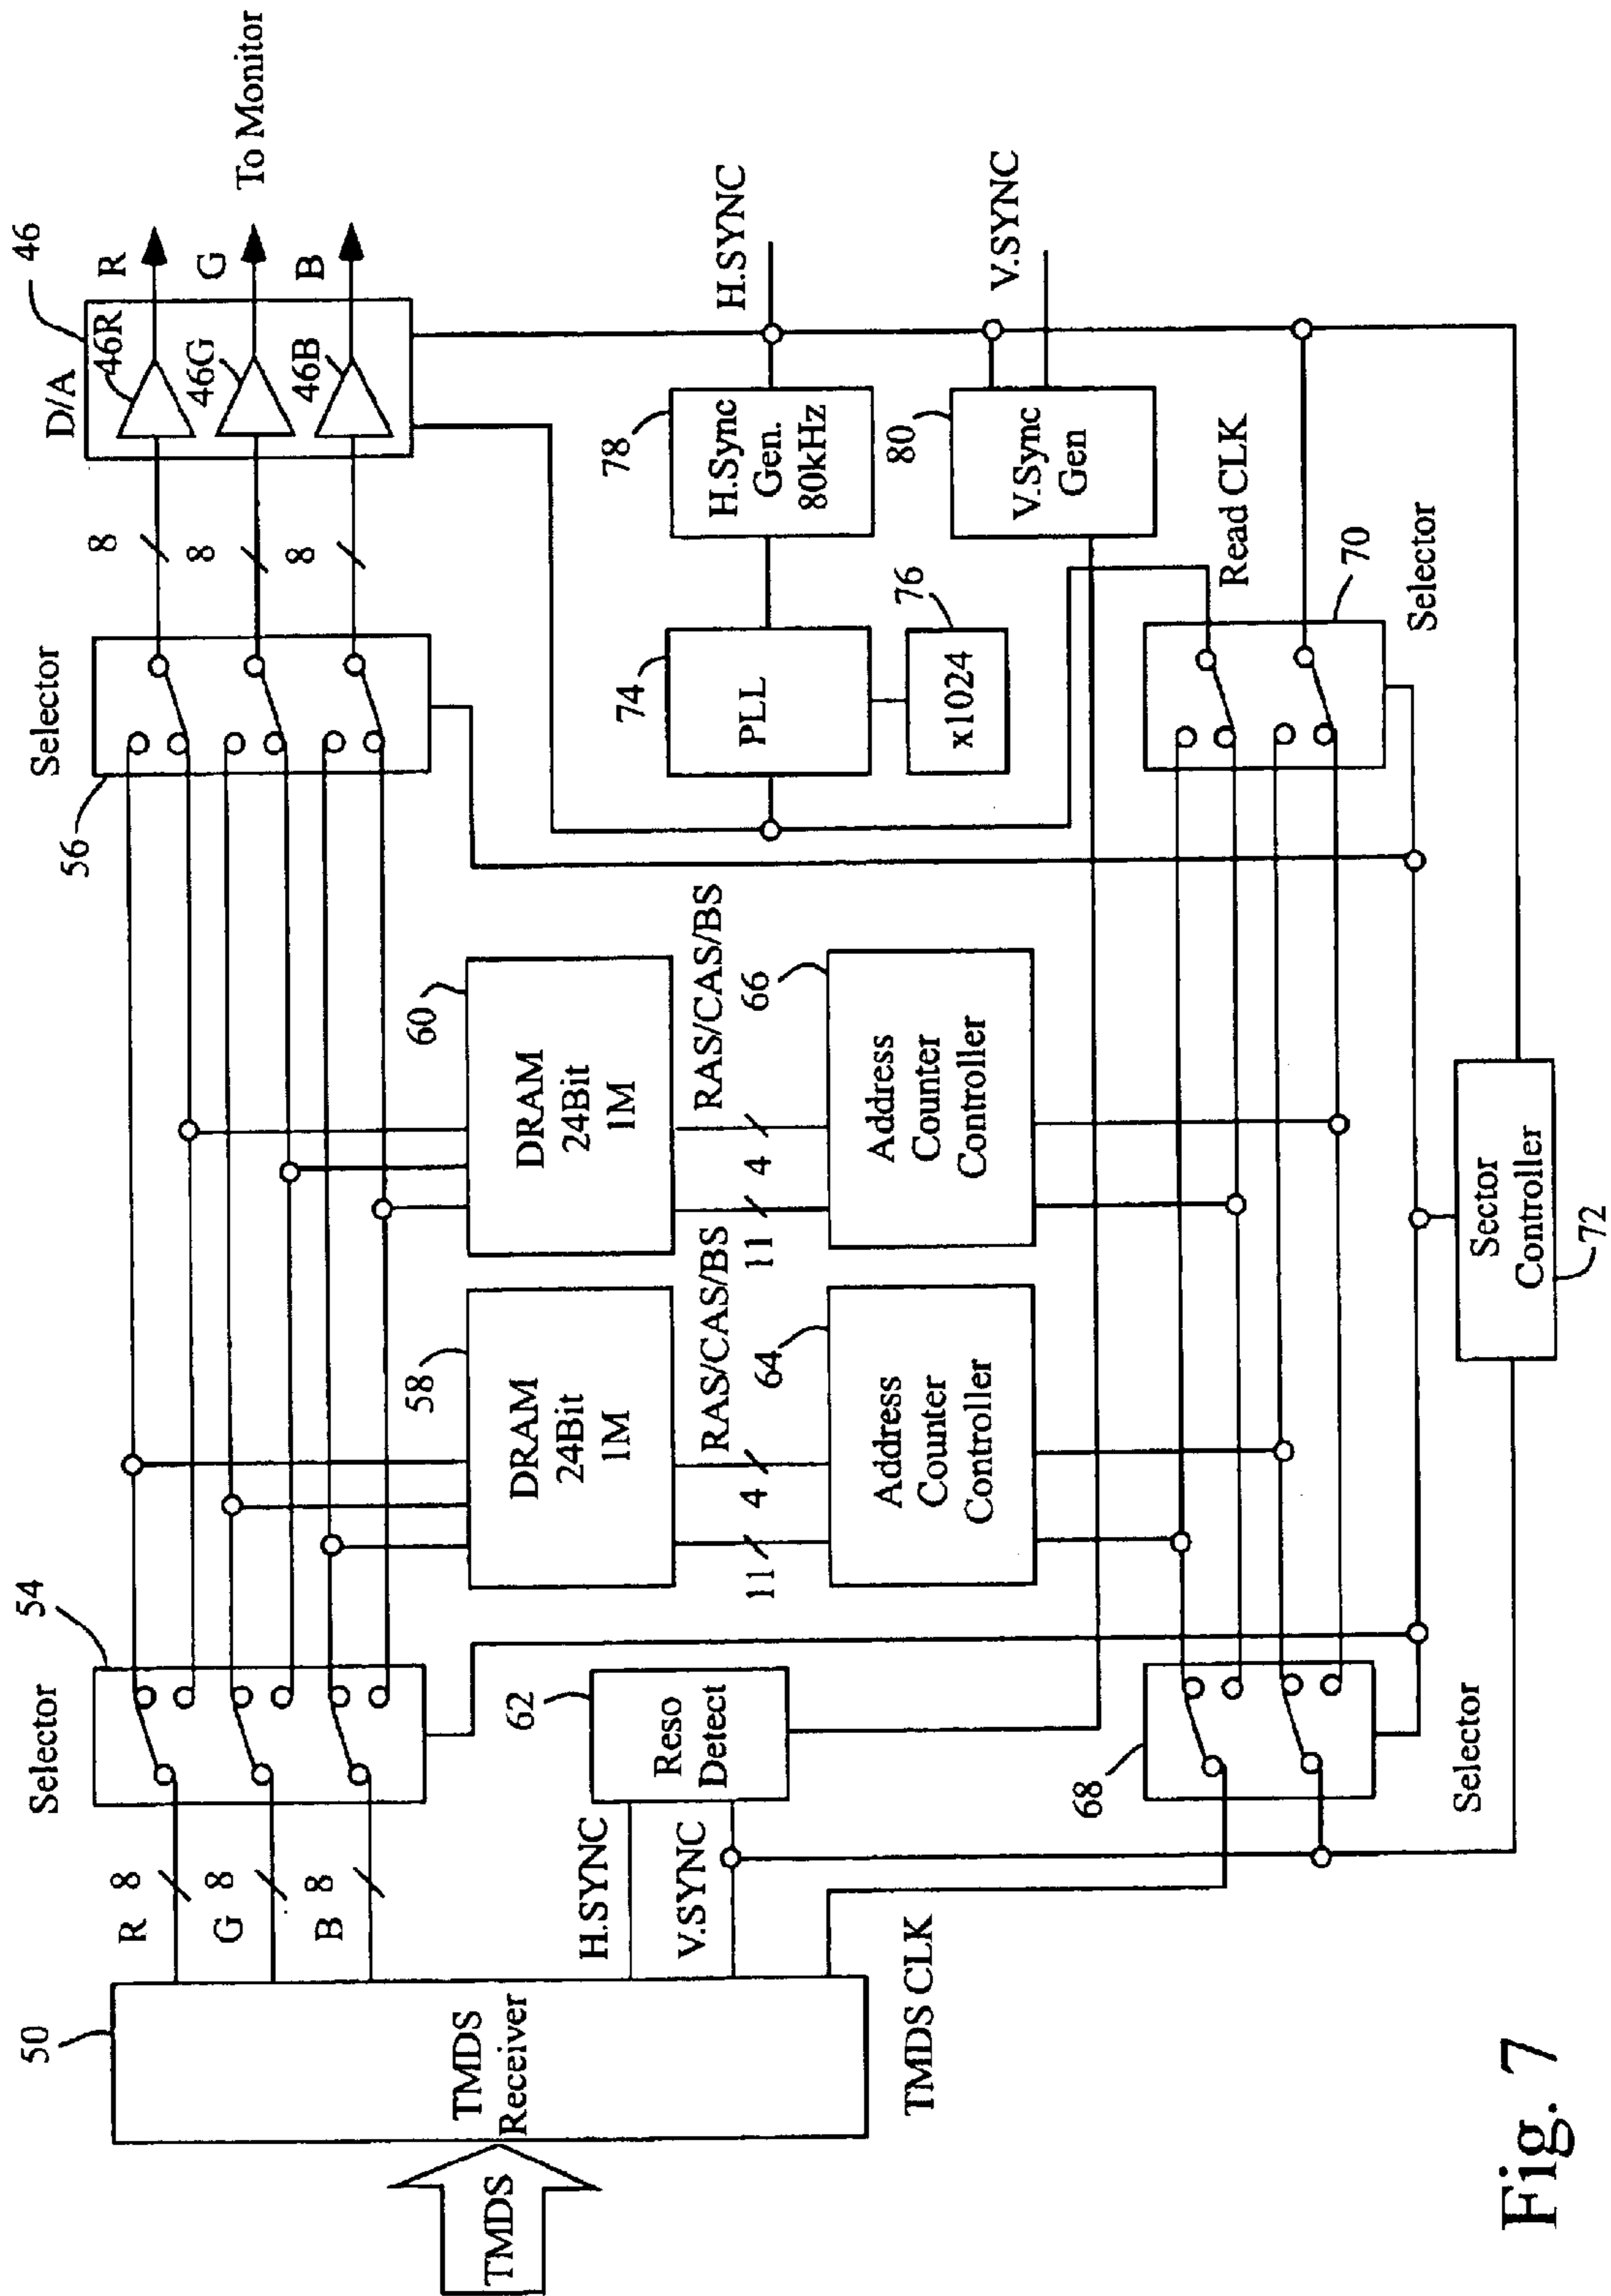 TMDS
50
TMDS
Receiver
R
8
G
8
B
8
H.SYNC
V.SYNC
TMDS CLK
Selector
54
62
Reso
Detect
68
Selector
58
DRAM
24Bit
1M
60
DRAM
24Bit
1M
11
4
RAS/CAS/BS
11
4
RAS/CAS/BS
64
Address
Counter
Controller
66
Address
Counter
Controller
Sector
Controller
72
56
Selector
8
8
8
74
PLL
76
x1024
78
H.Sync
Gen.
80kHz
80
V.Sync
Gen
Read CLK
70
Selector
D/A
46
46R
46G
46B
R
G
B
To Monitor
H.SYNC
V.SYNC
Fig. 7